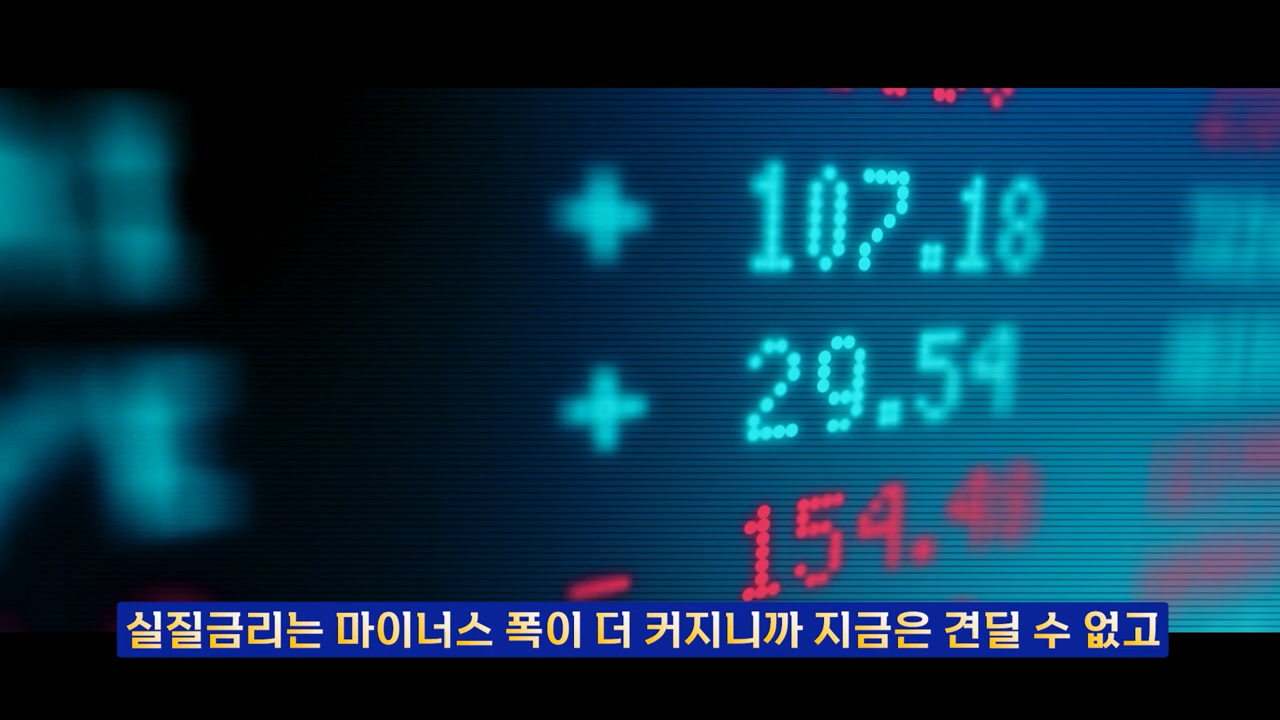 + 107.18
+ 29.54
- 154.
실질금리는 마이너스 폭이 더 커지니까 지금은 견딜 수 없고